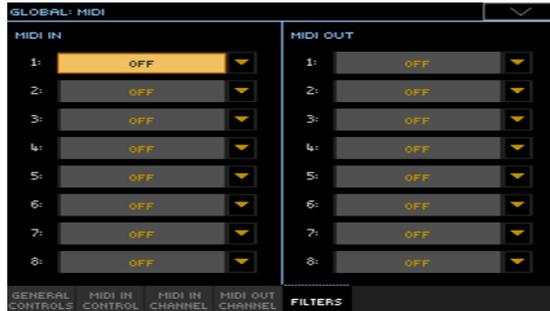 GLOBAL: MIDI
MIDI IN
1: OFF
2: OFF
3: OFF
4: OFF
5: OFF
6: OFF
7: OFF
8: OFF
MIDI OUT
1: OFF
2: OFF
3: OFF
4: OFF
5: OFF
6: OFF
7: OFF
8: OFF
GENERAL CONTROLS
MIDI IN CONTROL
MIDI IN CHANNEL
MIDI OUT CHANNEL
FILTERS